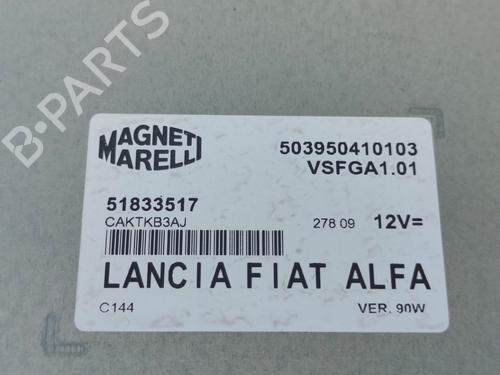 MAGNETI
MARELLI
503950410103
VSFGA1.01
51833517
CAKTKB3AJ
278 09 12V=
LANCIA FIAT ALFA
C144 VER. 90W
B-PARTS